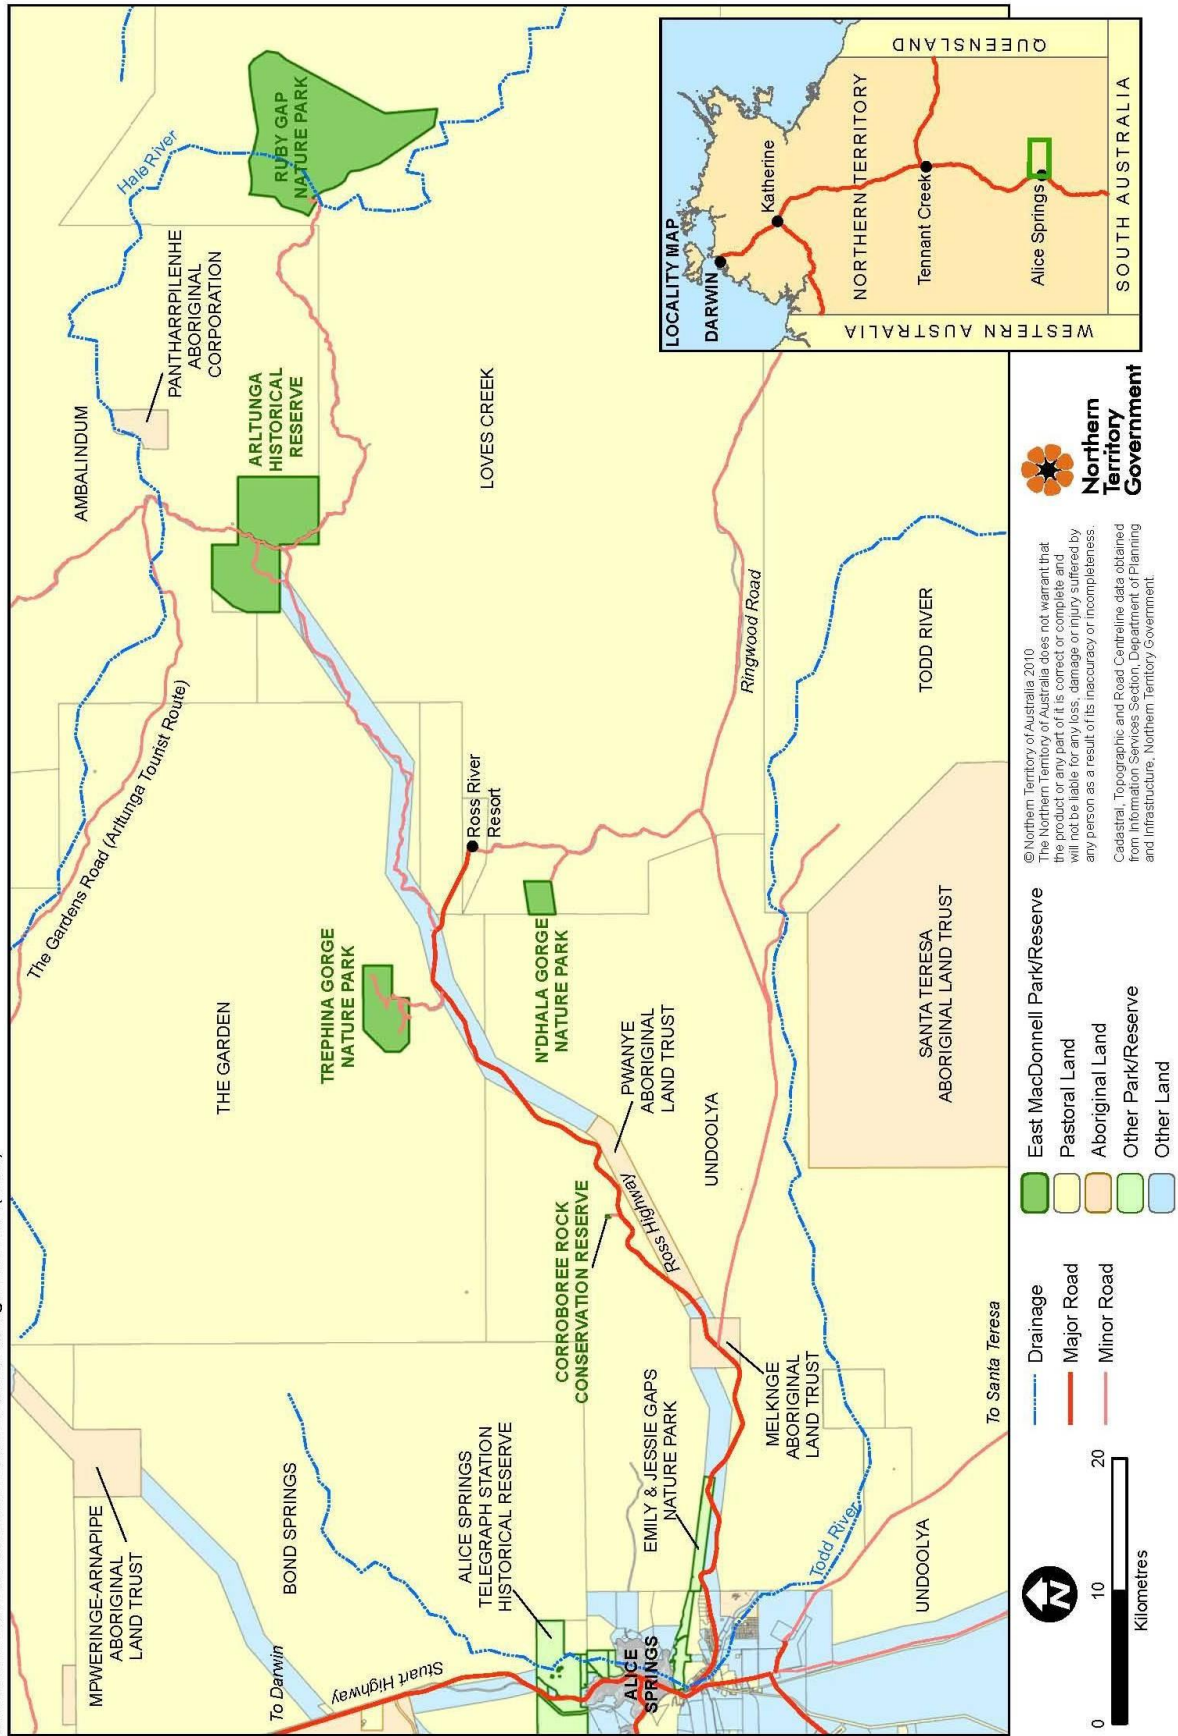 Hale River
RUBY GAP
NATURE PARK
PANTHARRPILENHE
ABORIGINAL
CORPORATION
AMBALINDUM
ARLTUNGA
HISTORICAL
RESERVE
LOVES CREEK
The Gardens Road (Arltunga Tourist Route)
THE GARDEN
TREPHINA GORGE
NATURE PARK
Ross River
Resort
N'DHALA GORGE
NATURE PARK
Ringwood Road
TODD RIVER
PWANYE
ABORIGINAL
LAND TRUST
UNDOOLYA
SANTA TERESA
ABORIGINAL LAND TRUST
CORROBOREE ROCK
CONSERVATION RESERVE
Ross Highway
MPWERINGE-ARNAPIPE
ABORIGINAL
LAND TRUST
BOND SPRINGS
ALICE SPRINGS
TELEGRAPH STATION
HISTORICAL RESERVE
EMILY & JESSIE GAPS
NATURE PARK
MELKNGE
ABORIGINAL
LAND TRUST
To Santa Teresa
To Darwin
Stuart Highway
ALICE
SPRINGS
Todd River
UNDOOLYA
LOCALITY MAP
DARWIN
Katherine
NORTHERN TERRITORY
Tennant Creek
Alice Springs
QUEENSLAND
WESTERN AUSTRALIA
SOUTH AUSTRALIA
N
0
10
20
Kilometres
Drainage
Major Road
Minor Road
East MacDonnell Park/Reserve
Pastoral Land
Aboriginal Land
Other Park/Reserve
Other Land
© Northern Territory of Australia 2010
The Northern Territory of Australia does not warrant that
the product or any part of it is correct or complete and
will not be liable for any loss, damage or injury suffered by
any person as a result of its inaccuracy or incompleteness.
Cadastral, Topographic and Road Centreline data obtained
from Information Services Section, Department of Planning
and Infrastructure, Northern Territory Government.
Northern
Territory
Government